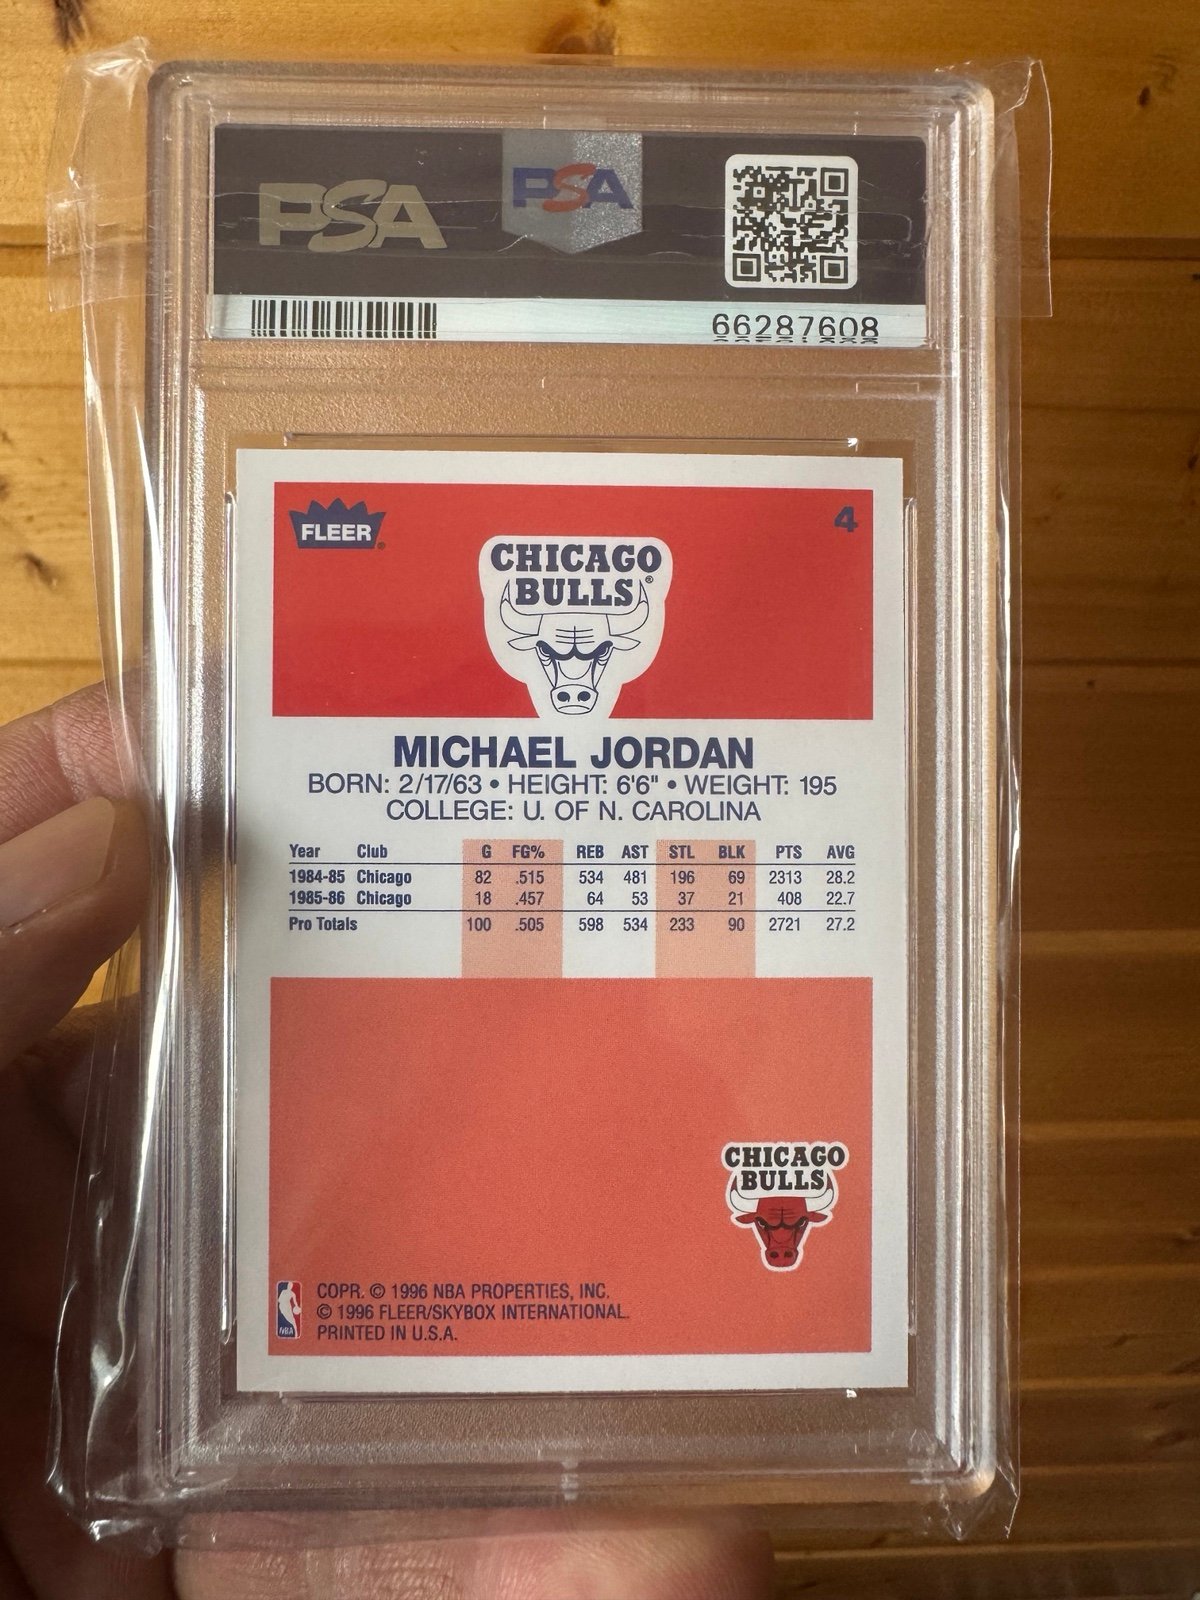 PSA
PSA
66287608
FLEER®
4
CHICAGO
BULLS®
MICHAEL JORDAN
BORN: 2/17/63 • HEIGHT: 6'6" • WEIGHT: 195
COLLEGE: U. OF N. CAROLINA
Year Club G FG% REB AST STL BLK PTS AVG
1984-85 Chicago 82 .515 534 481 196 69 2313 28.2
1985-86 Chicago 18 .457 64 53 37 21 408 22.7
Pro Totals 100 .505 598 534 233 90 2721 27.2
CHICAGO
BULLS
NBA
COPR. © 1996 NBA PROPERTIES, INC.
© 1996 FLEER/SKYBOX INTERNATIONAL.
PRINTED IN U.S.A.